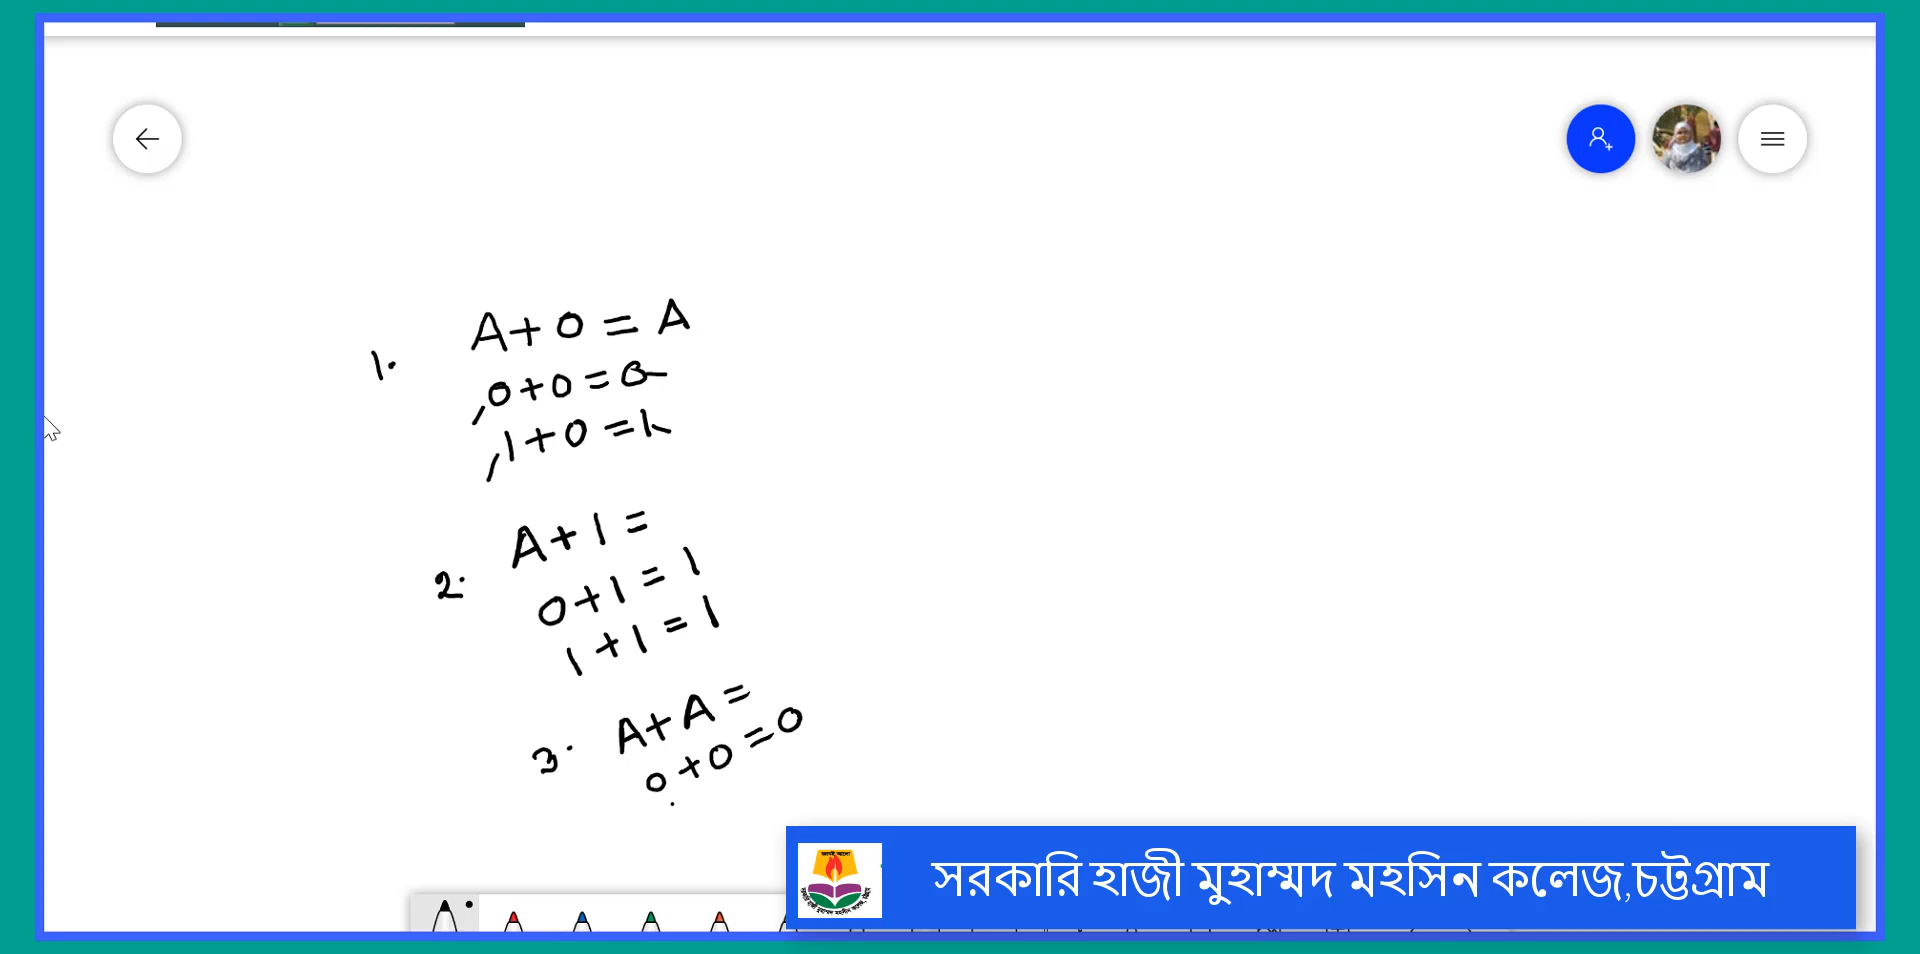 1. A+0=A
0+0=0
1+0=1
2. A+1=
0+1=1
1+1=1
3. A+A=
0+0=0
সরকারি হাজী মুহাম্মদ মহসিন কলেজ,চট্টগ্রাম